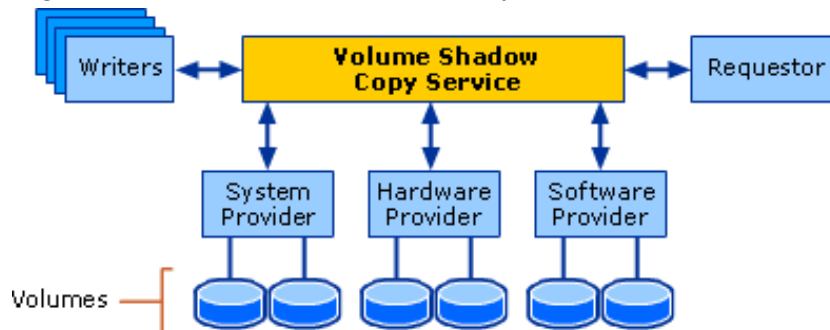 Writers
Volume Shadow
Copy Service
Requestor
System
Provider
Hardware
Provider
Software
Provider
Volumes